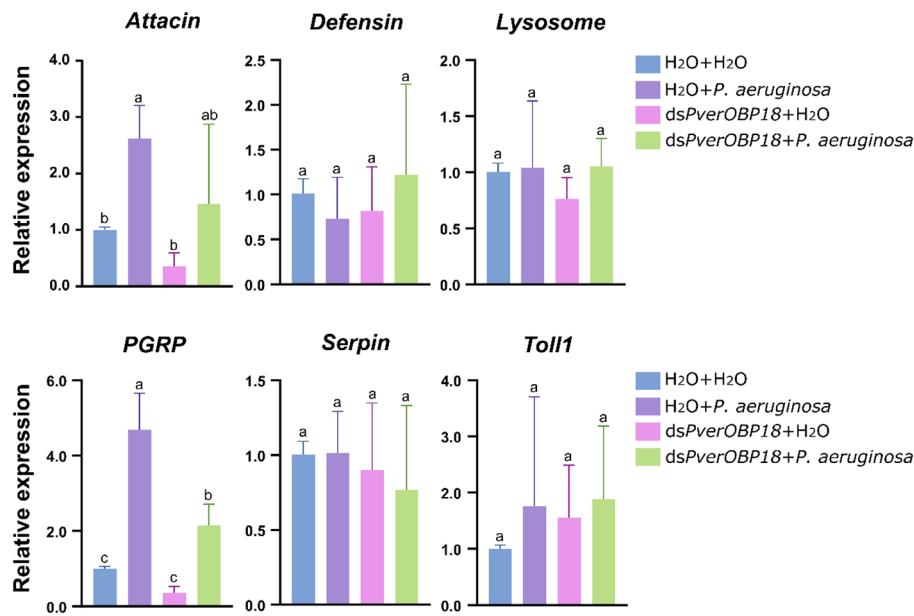 Attacin
Defensin
Lysosome
Relative expression
4.0
3.0
2.0
1.0
0.0
b
a
b
ab
2.5
2.0
1.5
1.0
0.5
0.0
a
a
a
a
2.0
1.5
1.0
0.5
0.0
a
a
a
a
H2O+H2O
H2O+P. aeruginosa
dsPverOBP18+H2O
dsPverOBP18+P. aeruginosa
PGRP
Serpin
Toll1
Relative expression
6.0
4.0
2.0
0.0
c
a
c
b
1.5
1.0
0.5
0.0
a
a
a
a
4.0
3.0
2.0
1.0
0.0
a
a
a
a
H2O+H2O
H2O+P. aeruginosa
dsPverOBP18+H2O
dsPverOBP18+P. aeruginosa